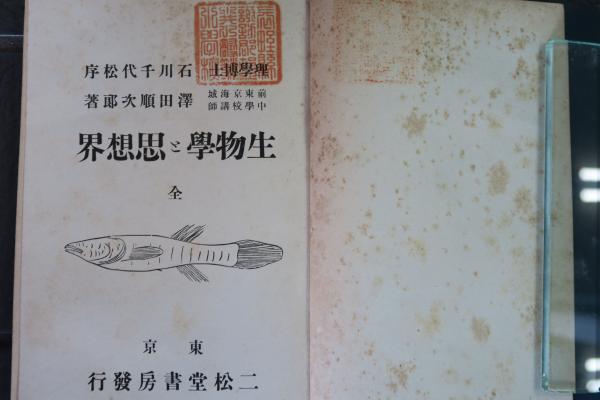 理學博士 石川千代松序
前東京海城中學校講師 澤田順次郎著
生物學と思想界
全
東京
二松堂書房發行